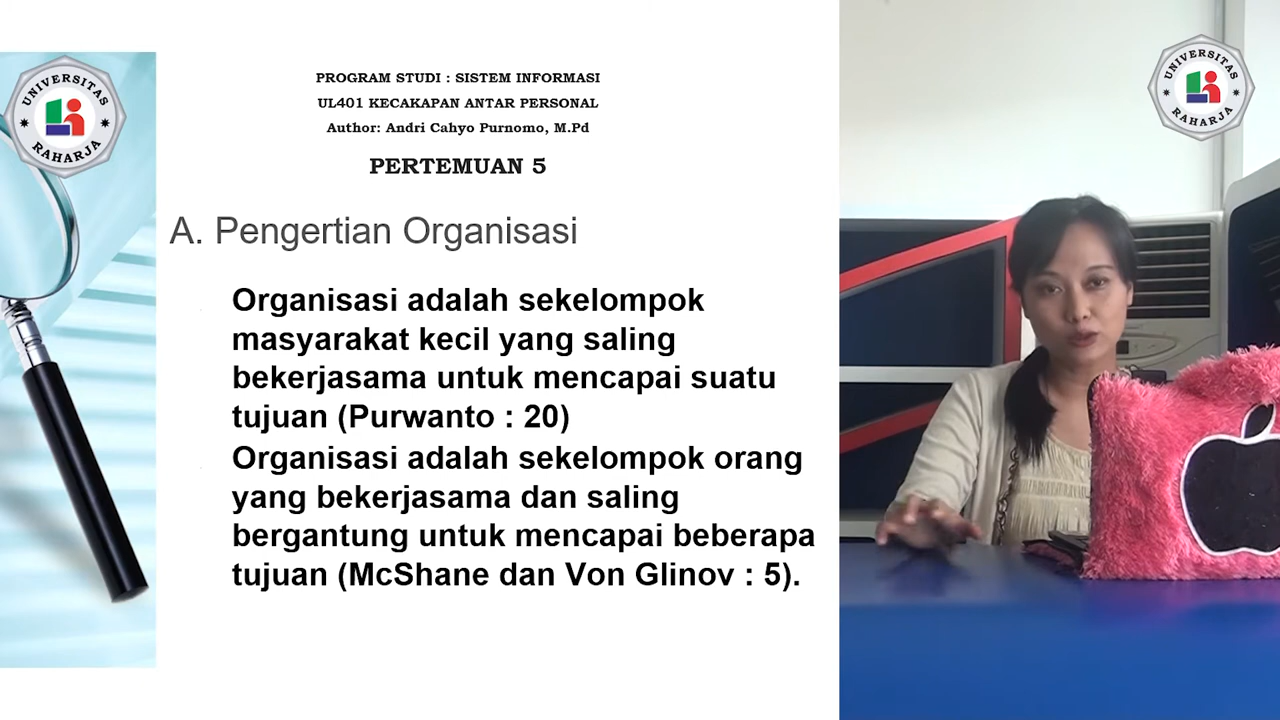 UNIVERSITAS
RAHARJA
PROGRAM STUDI : SISTEM INFORMASI
UL401 KECAKAPAN ANTAR PERSONAL
Author: Andri Cahyo Purnomo, M.Pd
PERTEMUAN 5
A. Pengertian Organisasi
Organisasi adalah sekelompok
masyarakat kecil yang saling
bekerjasama untuk mencapai suatu
tujuan (Purwanto : 20)
Organisasi adalah sekelompok orang
yang bekerjasama dan saling
bergantung untuk mencapai beberapa
tujuan (McShane dan Von Glinov : 5).
UNIVERSITAS
RAHARJA